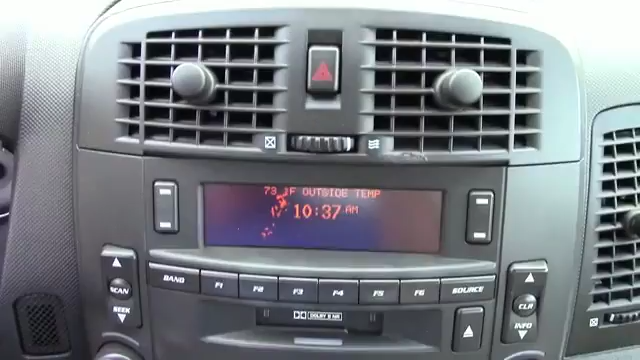 73 °F OUTSIDE TEMP
10:37 AM
BAND F1 F2 F3 F4 F5 F6 SOURCE
SCAN
SEEK
CLR
INFO
DOLBY B NR